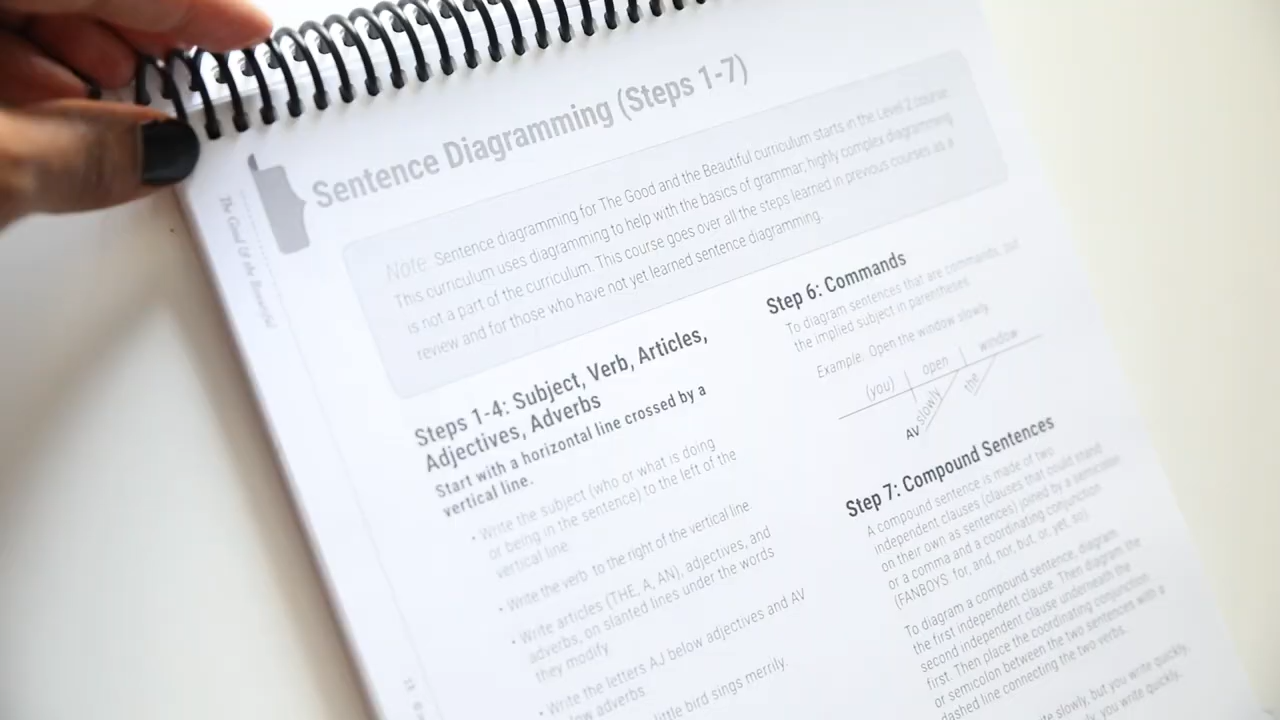 Sentence Diagramming (Steps 1-7)
Note: Sentence diagramming for The Good and the Beautiful curriculum starts in the Level 2 course.
This curriculum uses diagramming to help with the basics of grammar; highly complex diagramming
is not a part of the curriculum. This course goes over all the steps learned in previous courses as a
review and for those who have not yet learned sentence diagramming.
The Good & the Beautiful
Steps 1-4: Subject, Verb, Articles,
Adjectives, Adverbs
Start with a horizontal line crossed by a
vertical line.
• Write the subject (who or what is doing
or being in the sentence) to the left of the
vertical line.
• Write the verb to the right of the vertical line
• Write articles (THE, A, AN), adjectives, and
adverbs, on slanted lines under the words
they modify
• Write the letters AJ below adjectives and AV
adverbs.
little bird sings merrily.
Step 6: Commands
To diagram sentences that are commands, put
the implied subject in parentheses.
Example: Open the window slowly.
(you) open window
slowly the
AV
Step 7: Compound Sentences
A compound sentence is made of two
independent clauses (clauses that could stand
on their own as sentences) joined by a semicolon
or a comma and a coordinating conjunction
(FANBOYS: for, and, nor, but, or, yet, so)
To diagram a compound sentence, diagram
the first independent clause. Then diagram the
second independent clause underneath the
first. Then place the coordinating conjunction
or semicolon between the two sentences with a
dashed line connecting the two verbs.
slowly, but you write quickly.
you write quickly.